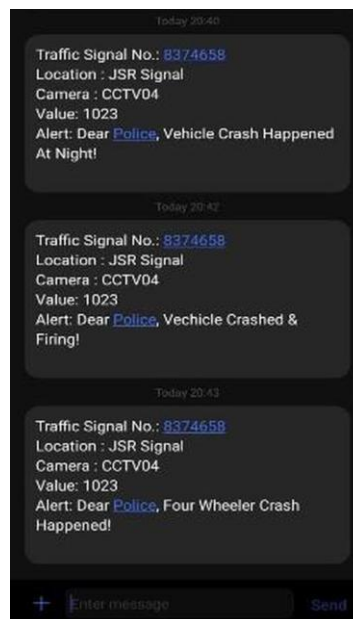 Today 20:40
Traffic Signal No.: 8374658
Location : JSR Signal
Camera : CCTV04
Value: 1023
Alert: Dear Police, Vehicle Crash Happened
At Night!
Today 20:42
Traffic Signal No.: 8374658
Location : JSR Signal
Camera : CCTV04
Value: 1023
Alert: Dear Police, Vechicle Crashed &
Firing!
Today 20:43
Traffic Signal No.: 8374658
Location : JSR Signal
Camera : CCTV04
Value: 1023
Alert: Dear Police, Four Wheeler Crash
Happened!
Enter message
Send